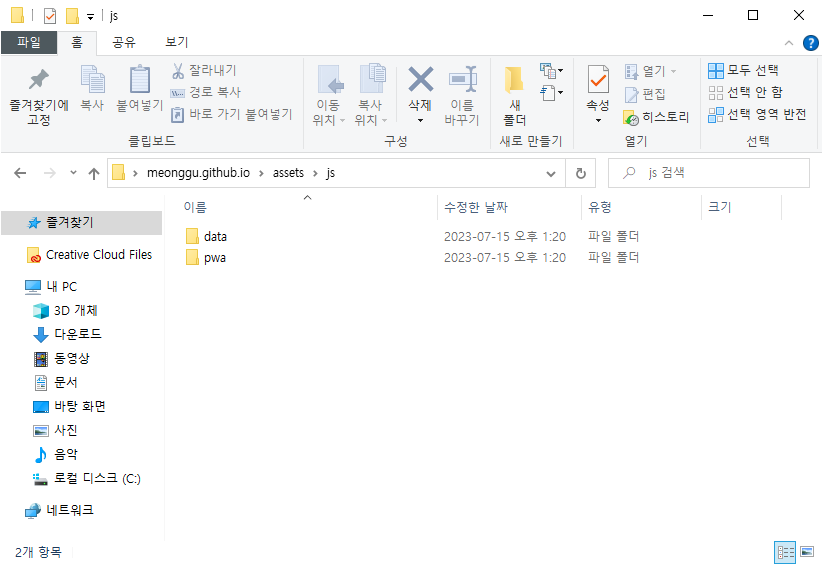 js
파일 홈 공유 보기
즐겨찾기에
고정
복사
붙여넣기
잘라내기
경로 복사
바로 가기 붙여넣기
클립보드
이동
위치
복사
위치
삭제
이름
바꾸기
구성
새
폴더
새로 만들기
속성
열기
편집
히스토리
열기
모두 선택
선택 안 함
선택 영역 반전
선택
meonggu.github.io > assets > js
js 검색
이름 수정한 날짜 유형 크기
data 2023-07-15 오후 1:20 파일 폴더
pwa 2023-07-15 오후 1:20 파일 폴더
즐겨찾기
Creative Cloud Files
내 PC
3D 개체
다운로드
동영상
문서
바탕 화면
사진
음악
로컬 디스크 (C:)
네트워크
2개 항목